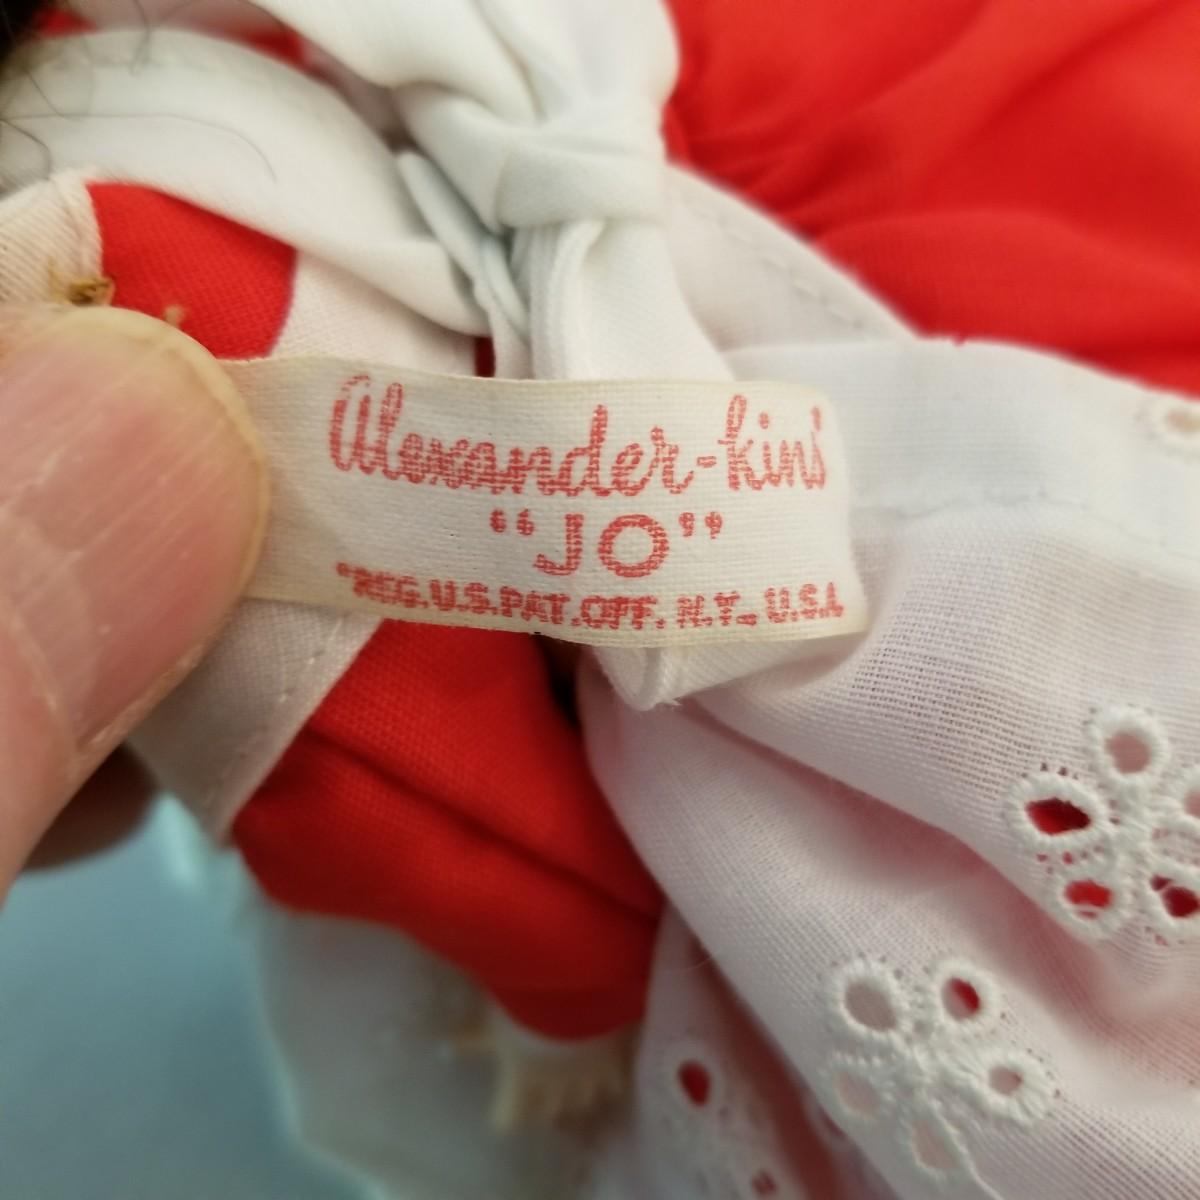 Alexander-kins
"JO"
"REG.U.S.PAT.OFF. N.Y., U.S.A